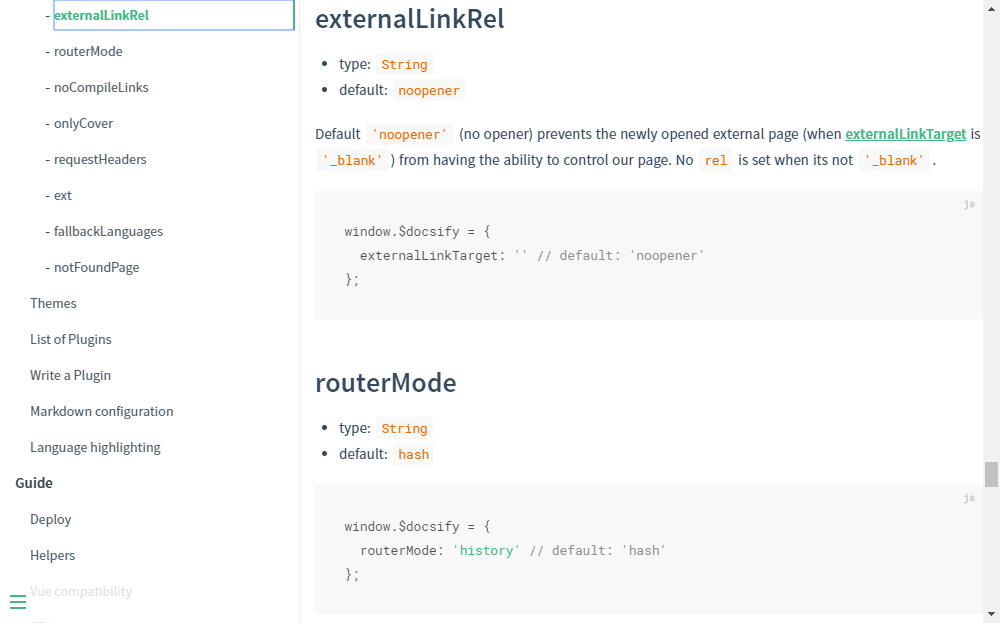 - externalLinkRel
- routerMode
- noCompileLinks
- onlyCover
- requestHeaders
- ext
- fallbackLanguages
- notFoundPage
Themes
List of Plugins
Write a Plugin
Markdown configuration
Language highlighting
Guide
Deploy
Helpers
Vue compatibility
externalLinkRel
• type: String
• default: noopener
Default 'noopener' (no opener) prevents the newly opened external page (when externalLinkTarget is
'_blank' ) from having the ability to control our page. No rel is set when its not '_blank' .
js
window.$docsify = {
  externalLinkTarget: '' // default: 'noopener'
};
routerMode
• type: String
• default: hash
js
window.$docsify = {
  routerMode: 'history' // default: 'hash'
};